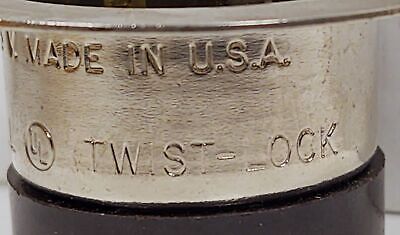 V. MADE IN U.S.A.
UL TWIST-LOCK